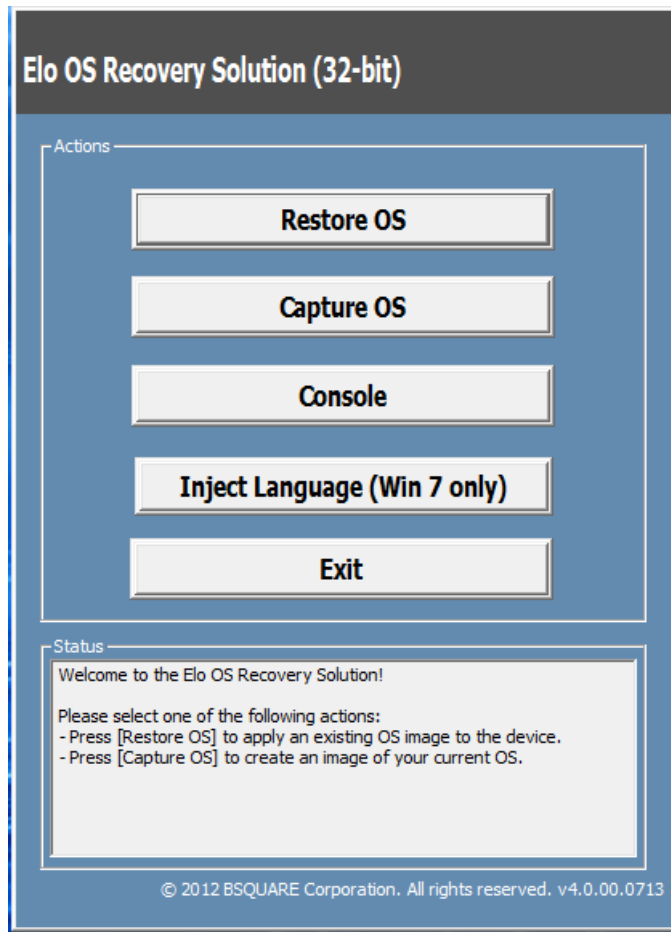 Elo OS Recovery Solution (32-bit)
Actions
Restore OS
Capture OS
Console
Inject Language (Win 7 only)
Exit
Status
Welcome to the Elo OS Recovery Solution!
Please select one of the following actions:
- Press [Restore OS] to apply an existing OS image to the device.
- Press [Capture OS] to create an image of your current OS.
© 2012 BSQUARE Corporation. All rights reserved. v4.0.00.0713